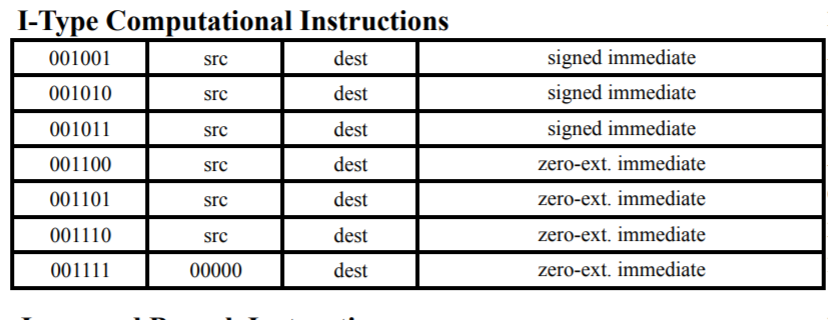 I-Type Computational Instructions
001001 src dest signed immediate
001010 src dest signed immediate
001011 src dest signed immediate
001100 src dest zero-ext. immediate
001101 src dest zero-ext. immediate
001110 src dest zero-ext. immediate
001111 00000 dest zero-ext. immediate